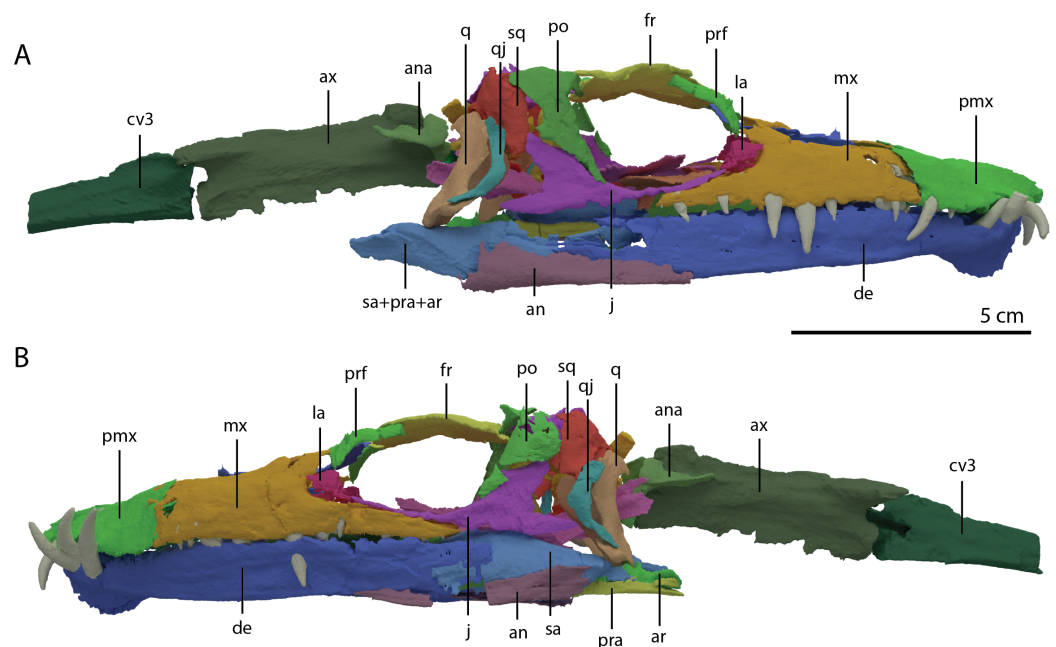 A
q
qj
sq
po
fr
prf
la
mx
pmx
cv3
ax
ana
sa+pra+ar
an
j
de
5 cm
B
pmx
mx
la
prf
fr
po
sq
qj
q
ana
ax
cv3
de
j
an
sa
pra
ar